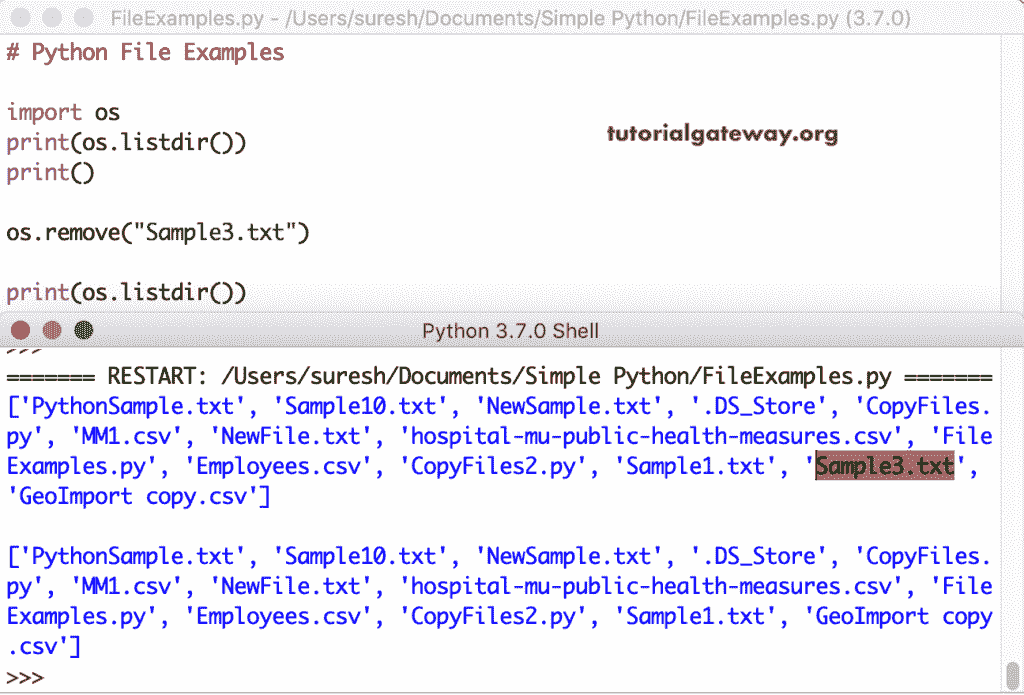 FileExamples.py - /Users/suresh/Documents/Simple Python/FileExamples.py (3.7.0)
# Python File Examples
import os
print(os.listdir())
tutorialgateway.org
print()
os.remove("Sample3.txt")
print(os.listdir())
Python 3.7.0 Shell
>>>
======= RESTART: /Users/suresh/Documents/Simple Python/FileExamples.py =======
['PythonSample.txt', 'Sample10.txt', 'NewSample.txt', '.DS_Store', 'CopyFiles.
py', 'MM1.csv', 'NewFile.txt', 'hospital-mu-public-health-measures.csv', 'File
Examples.py', 'Employees.csv', 'CopyFiles2.py', 'Sample1.txt', 'Sample3.txt',
'GeoImport copy.csv']
['PythonSample.txt', 'Sample10.txt', 'NewSample.txt', '.DS_Store', 'CopyFiles.
py', 'MM1.csv', 'NewFile.txt', 'hospital-mu-public-health-measures.csv', 'File
Examples.py', 'Employees.csv', 'CopyFiles2.py', 'Sample1.txt', 'GeoImport copy
.csv']
>>>